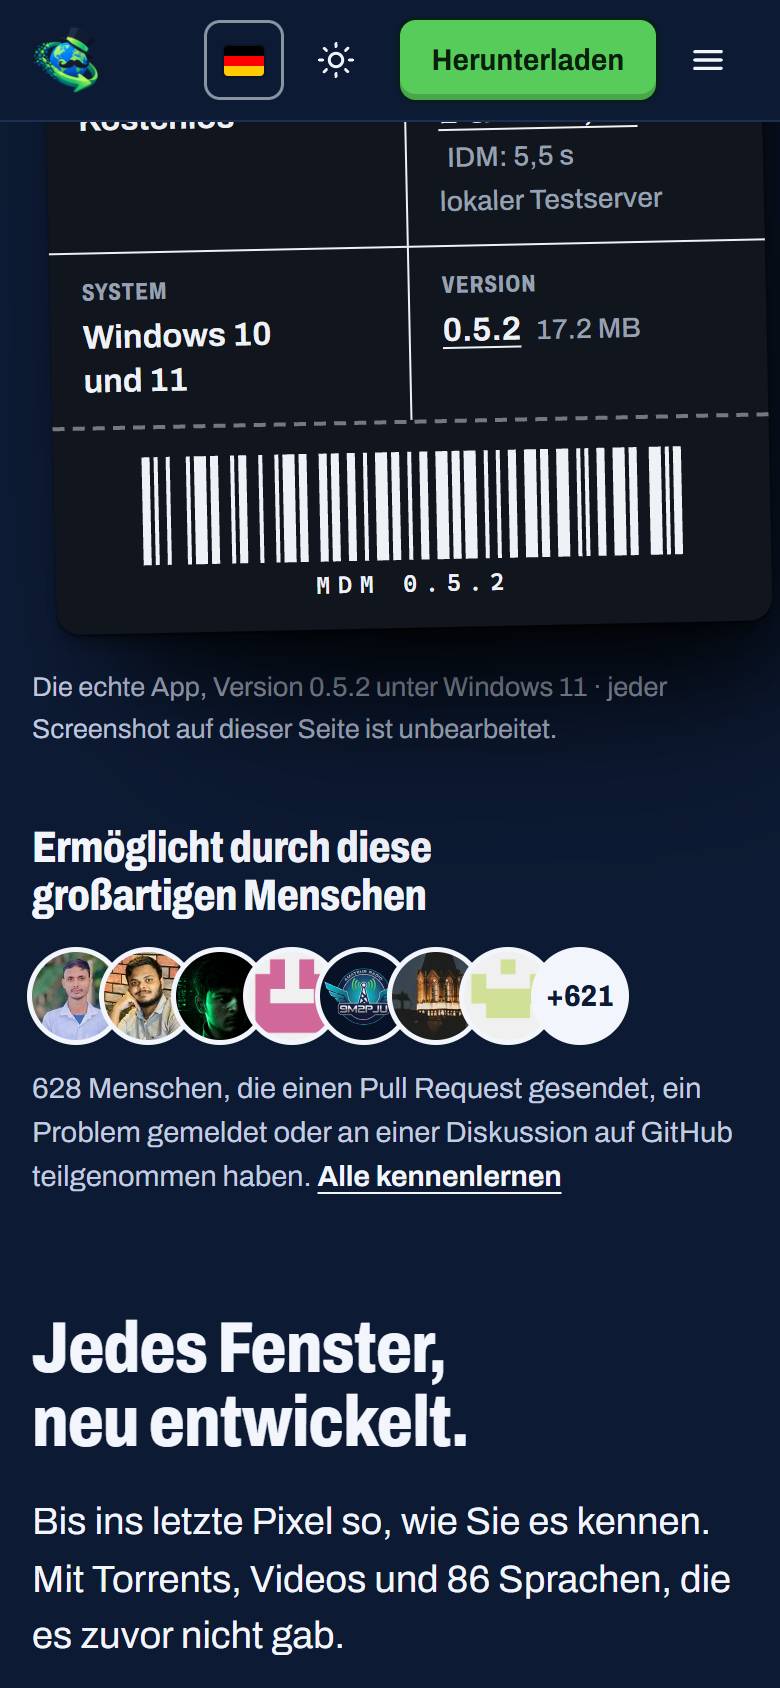 Herunterladen
Kostenlos
IDM: 5,5 s
lokaler Testserver
SYSTEM
Windows 10
und 11
VERSION
0.5.2 17.2 MB
MDM 0.5.2
Die echte App, Version 0.5.2 unter Windows 11 · jeder
Screenshot auf dieser Seite ist unbearbeitet.
Ermöglicht durch diese
großartigen Menschen
9M2PJU
+621
628 Menschen, die einen Pull Request gesendet, ein
Problem gemeldet oder an einer Diskussion auf GitHub
teilgenommen haben. Alle kennenlernen
Jedes Fenster,
neu entwickelt.
Bis ins letzte Pixel so, wie Sie es kennen.
Mit Torrents, Videos und 86 Sprachen, die
es zuvor nicht gab.